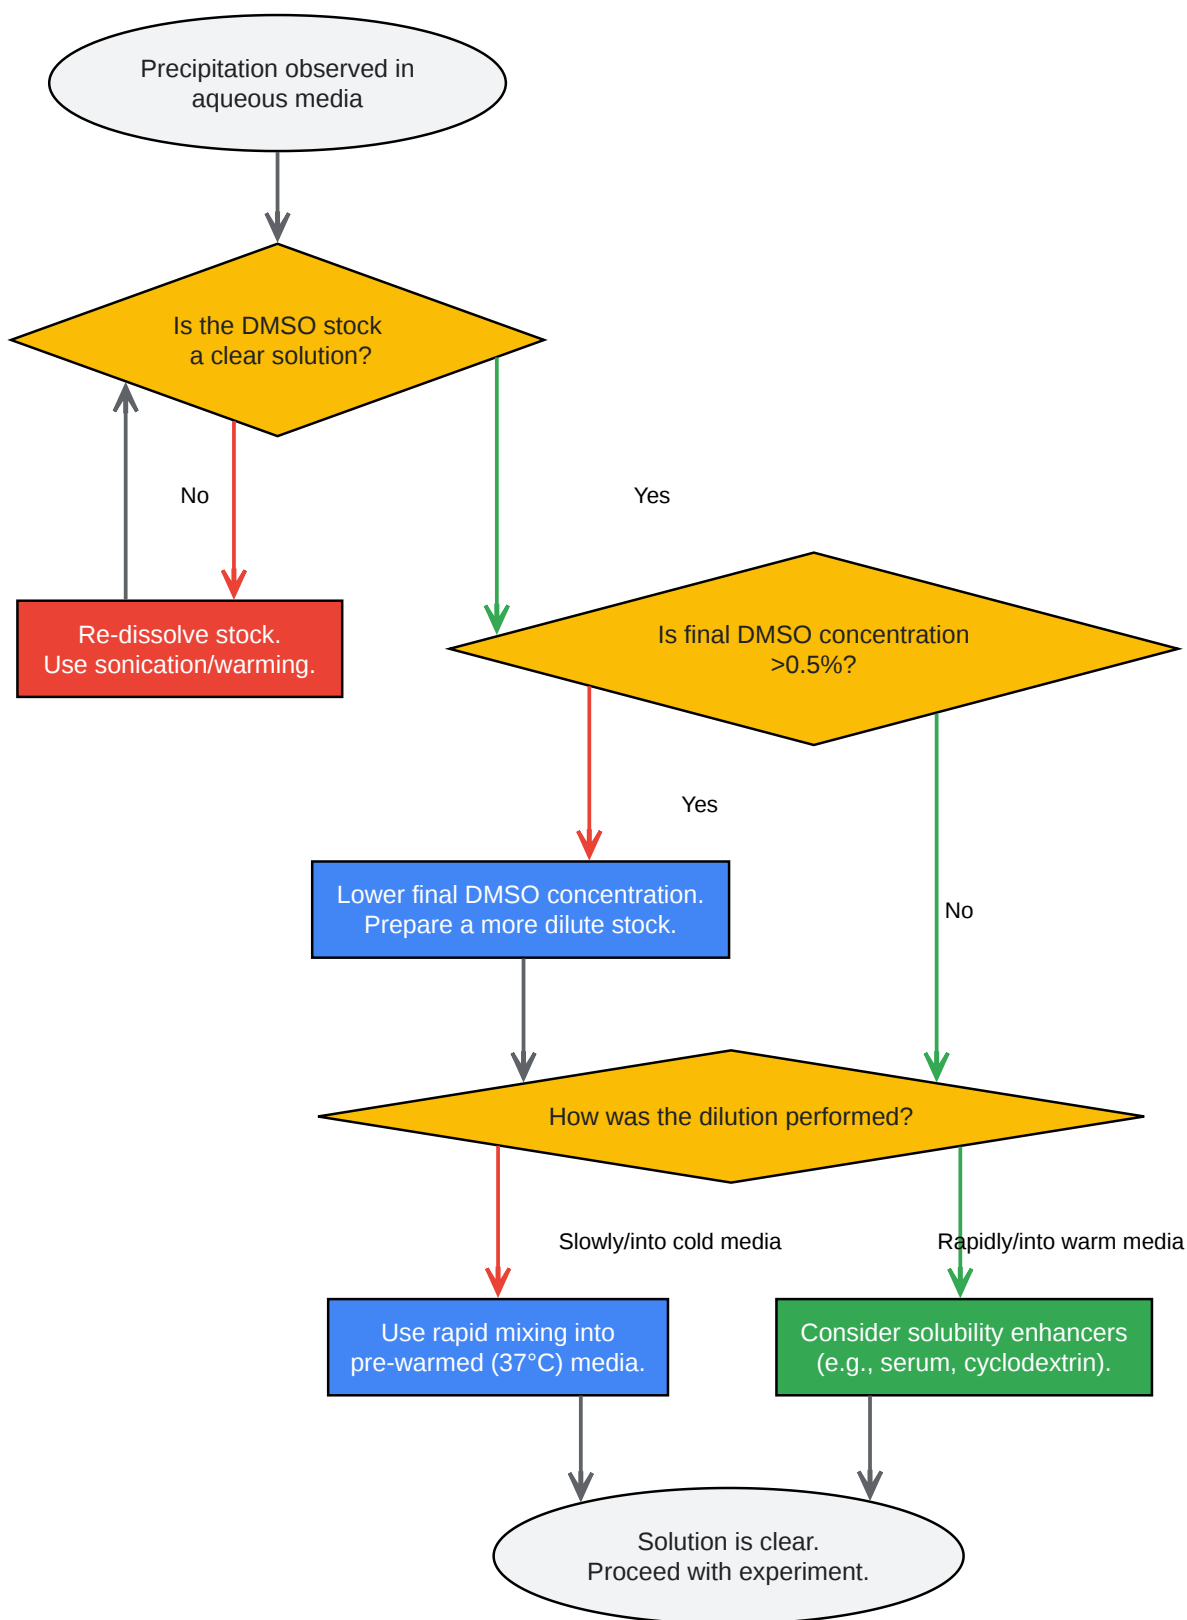 Precipitation observed in
aqueous media
Is the DMSO stock
a clear solution?
No
Yes
Re-dissolve stock.
Use sonication/warming.
Is final DMSO concentration
>0.5%?
Yes
Lower final DMSO concentration.
Prepare a more dilute stock.
No
How was the dilution performed?
Slowly/into cold media
Rapidly/into warm media
Use rapid mixing into
pre-warmed (37°C) media.
Consider solubility enhancers
(e.g., serum, cyclodextrin).
Solution is clear.
Proceed with experiment.